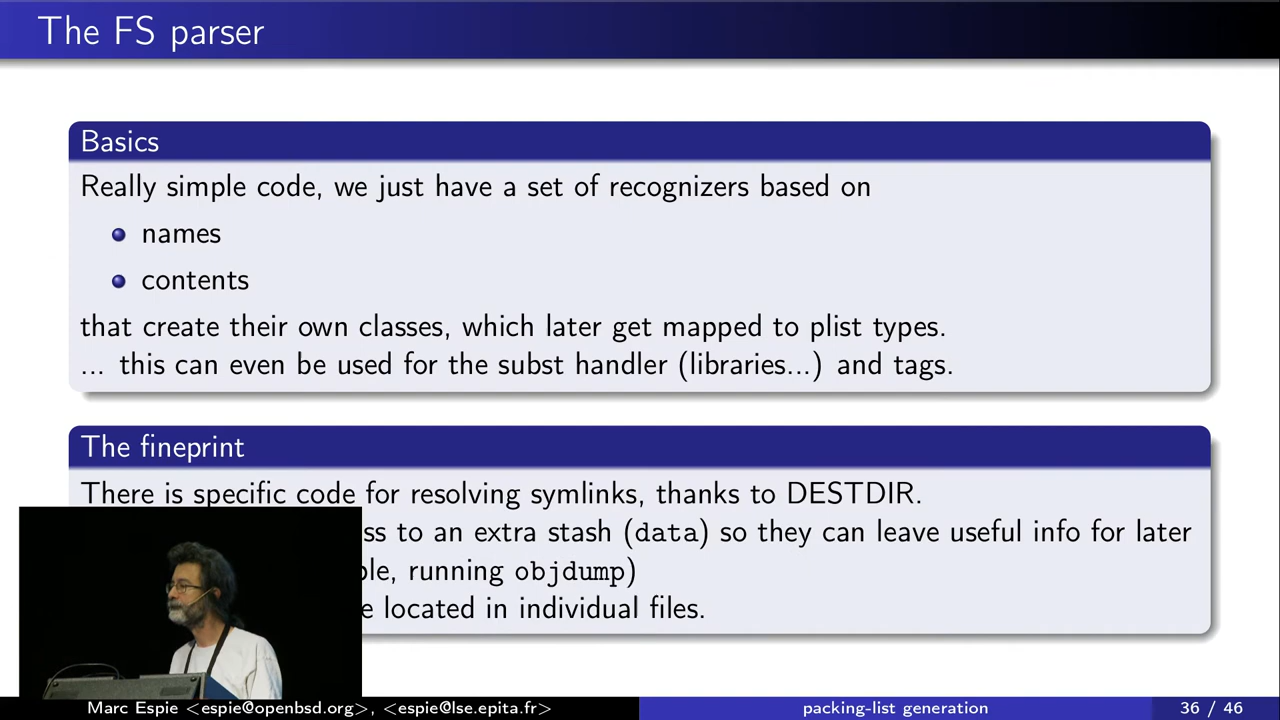 The FS parser
Basics
Really simple code, we just have a set of recognizers based on
names
contents
that create their own classes, which later get mapped to plist types.
... this can even be used for the subst handler (libraries...) and tags.
The fineprint
There is specific code for resolving symlinks, thanks to DESTDIR.
to an extra stash (data) so they can leave useful info for later
running objdump)
located in individual files.
Marc Espie <espie@openbsd.org>, <espie@lse.epita.fr>
packing-list generation
36 / 46